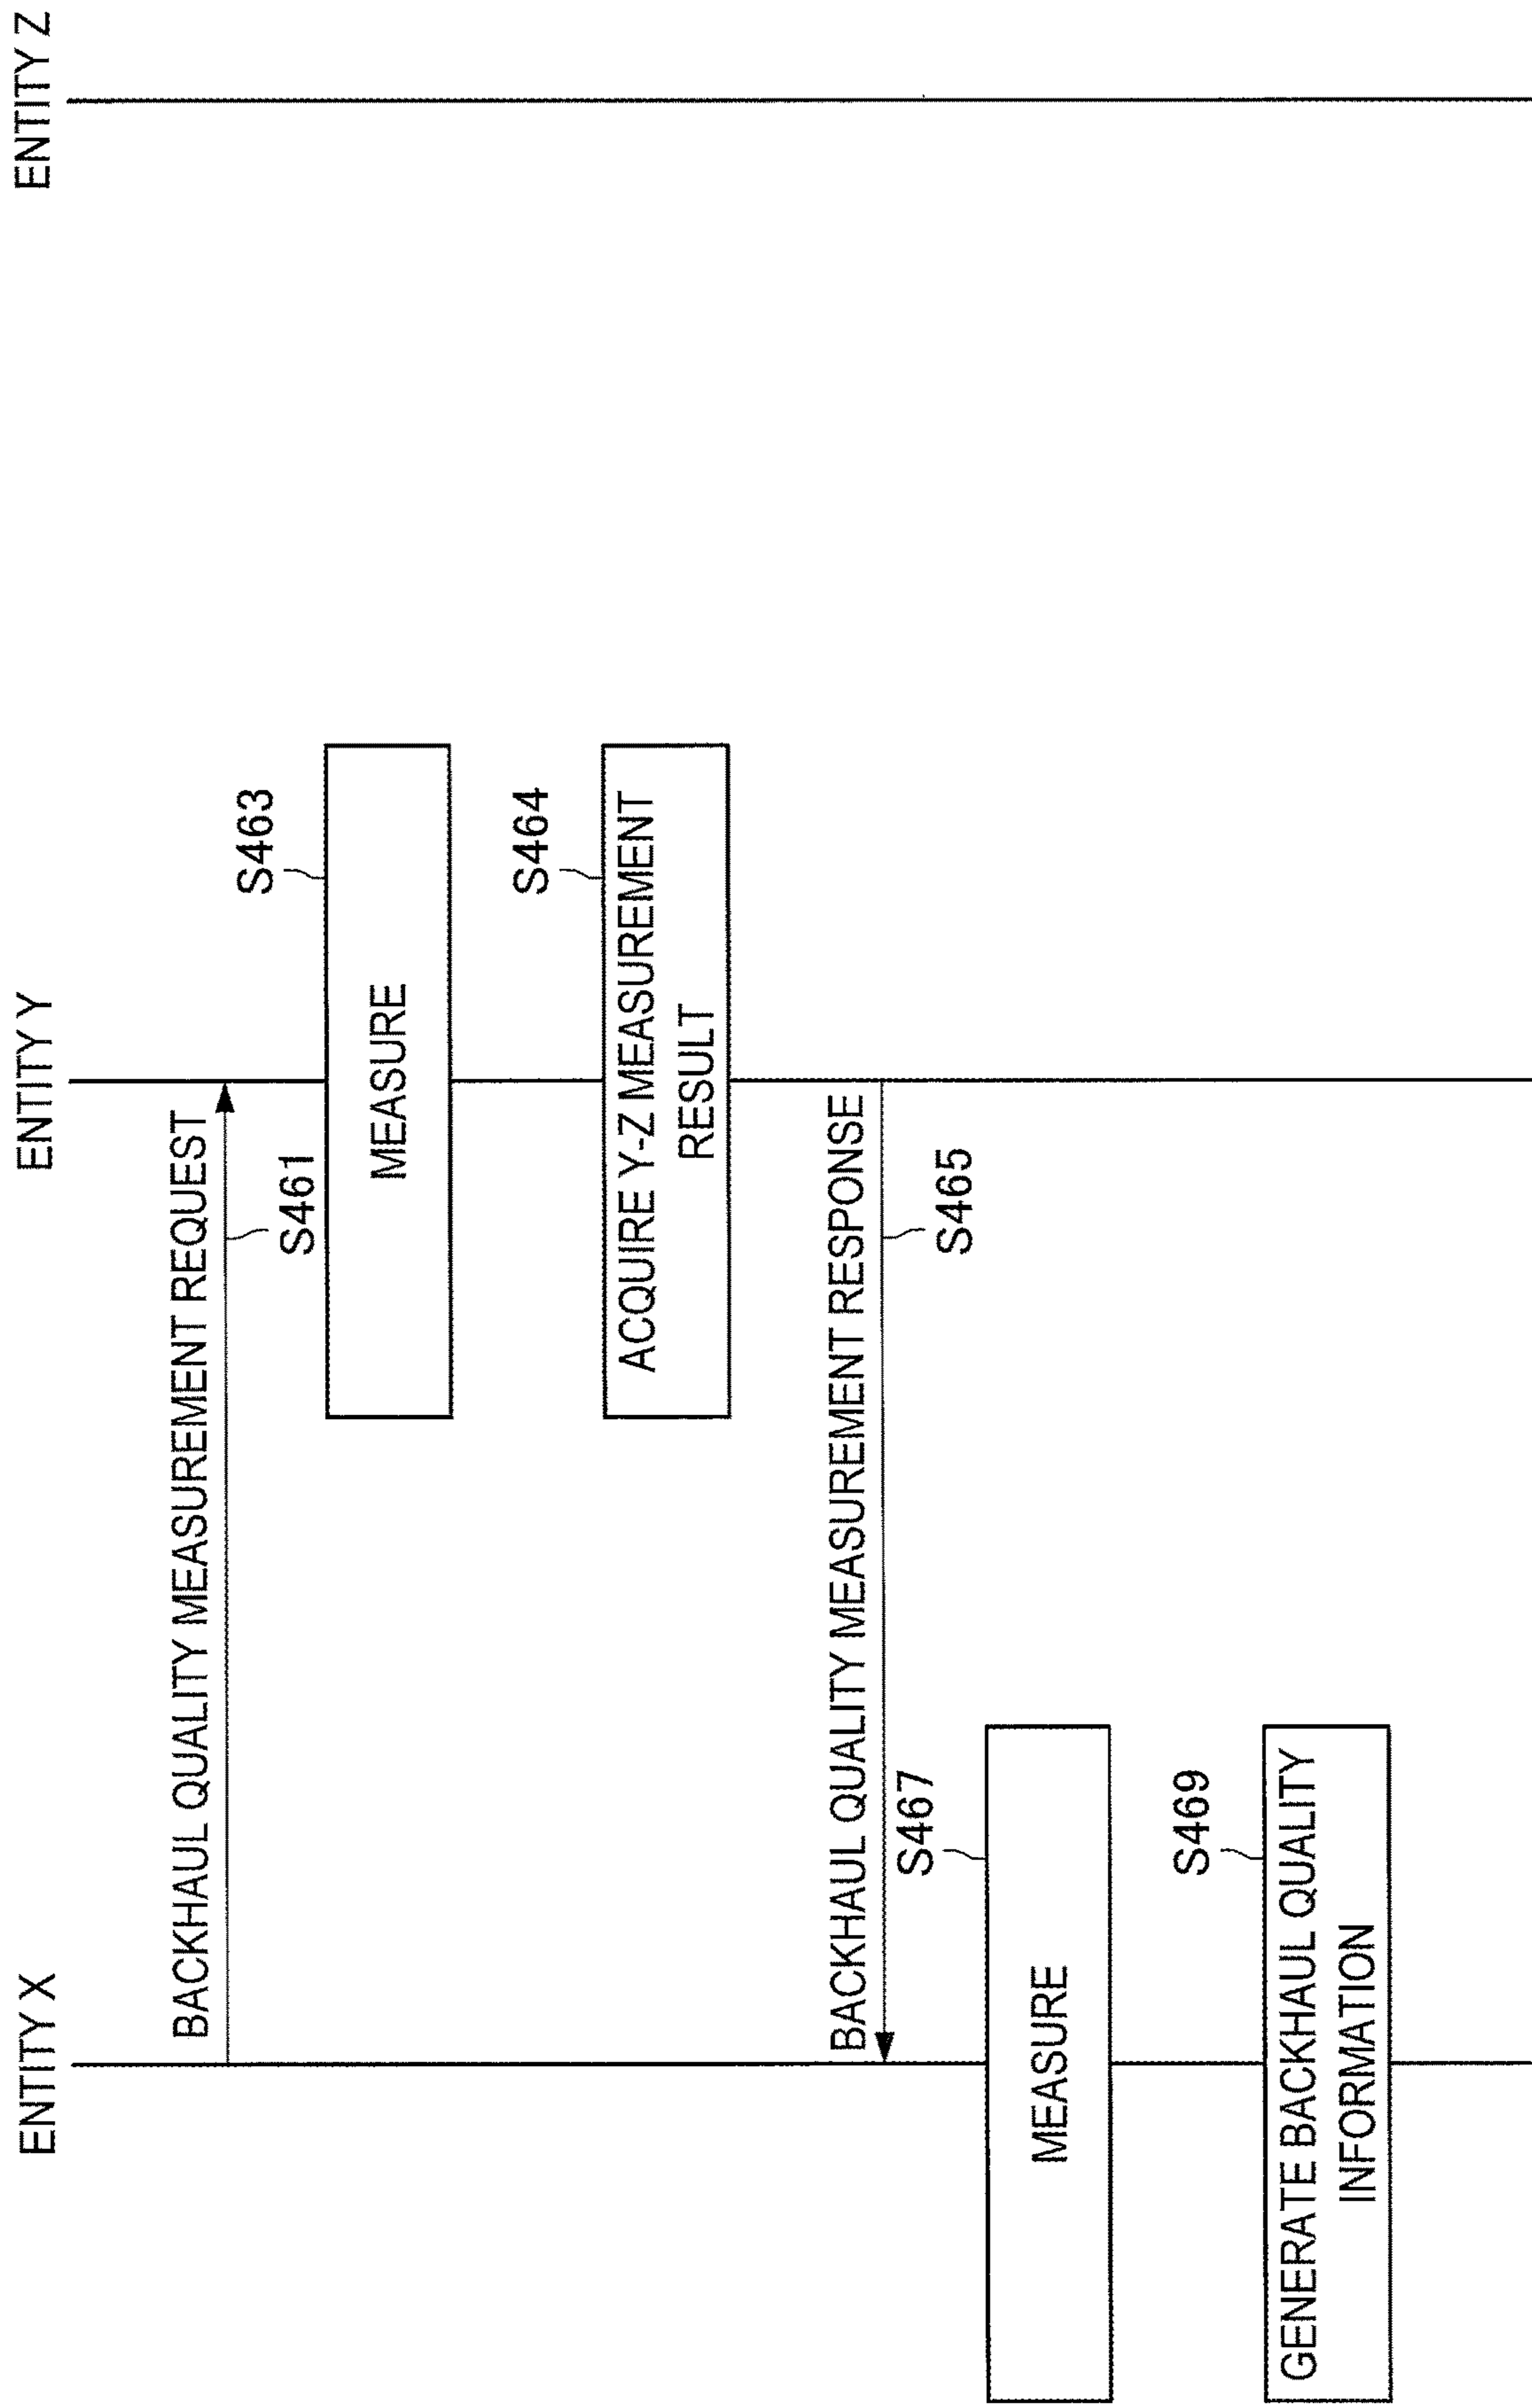 ENTITY X
ENTITY Y
ENTITY Z
BACKHAUL QUALITY MEASUREMENT REQUEST
S461
S463
MEASURE
S464
ACQUIRE Y-Z MEASUREMENT
RESULT
BACKHAUL QUALITY MEASUREMENT RESPONSE
S465
S467
MEASURE
S469
GENERATE BACKHAUL QUALITY
INFORMATION